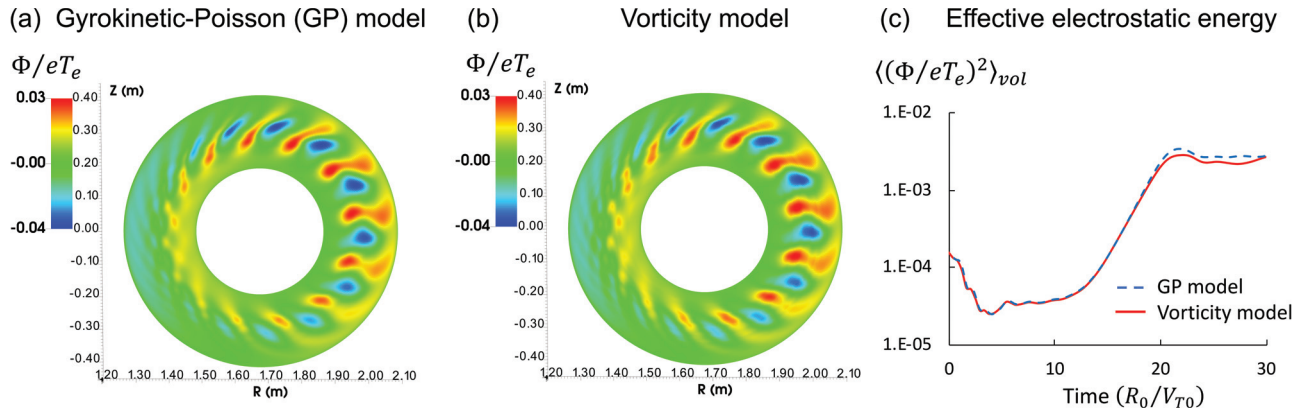 (a) Gyrokinetic-Poisson (GP) model
Φ/eT_e
Z (m)
0.03
-0.00
-0.04
0.40
0.30
0.20
0.10
0.00
-0.10
-0.20
-0.30
-0.40
1.20 1.30 1.40 1.50 1.60 1.70 1.80 1.90 2.00 2.10
R (m)
(b) Vorticity model
Φ/eT_e
Z (m)
0.03
-0.00
-0.04
0.40
0.30
0.20
0.10
0.00
-0.10
-0.20
-0.30
-0.40
1.20 1.30 1.40 1.50 1.60 1.70 1.80 1.90 2.00 2.10
R (m)
(c) Effective electrostatic energy
⟨(Φ/eT_e)²⟩_vol
1.E-02
1.E-03
1.E-04
1.E-05
GP model
Vorticity model
0 10 20 30
Time (R_0/V_T0)